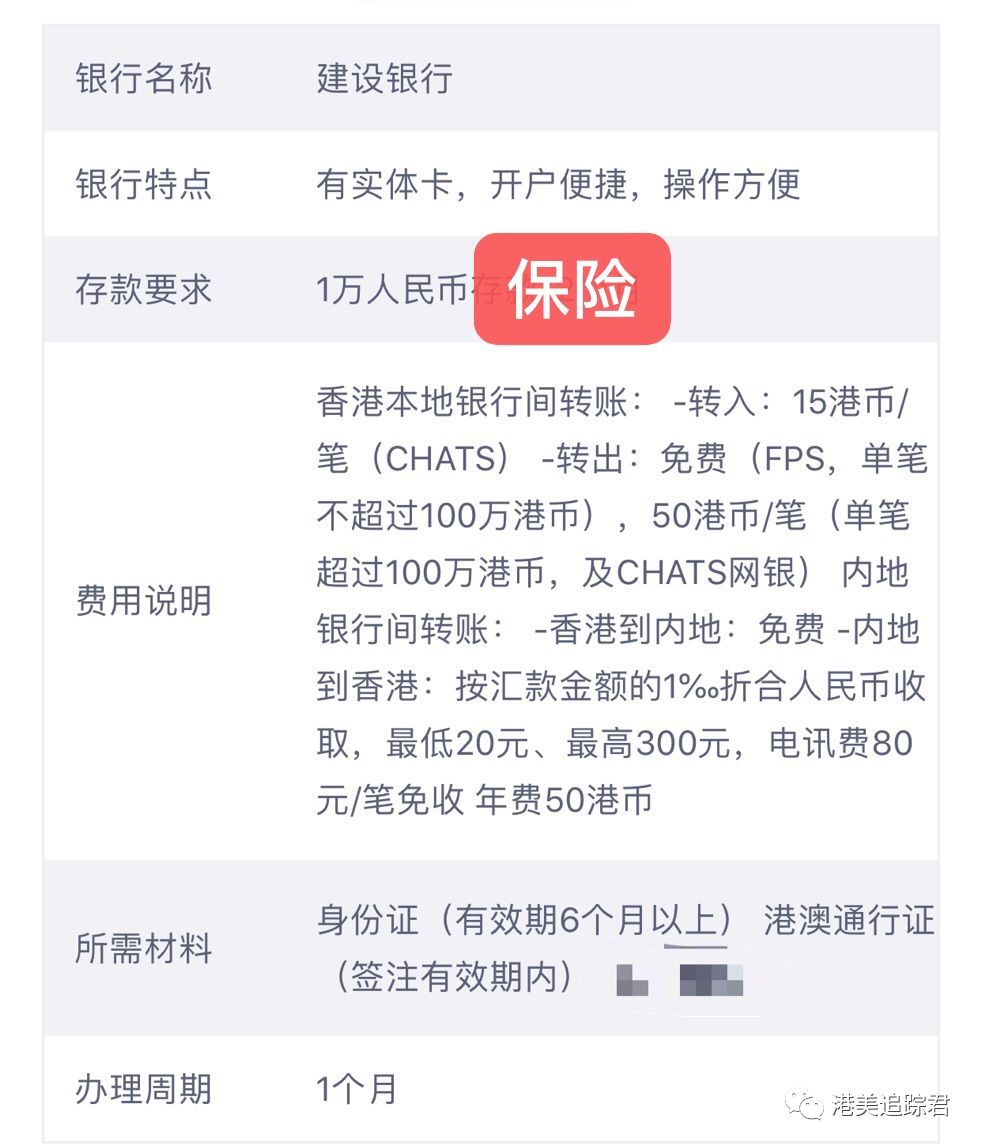 银行名称 建设银行
银行特点 有实体卡，开户便捷，操作方便
存款要求 1万人民币
保险
香港本地银行间转账： -转入：15港币/
笔（CHATS） -转出：免费（FPS，单笔
不超过100万港币），50港币/笔（单笔
超过100万港币，及CHATS网银） 内地
费用说明
银行间转账： -香港到内地：免费 -内地
到香港：按汇款金额的1‰折合人民币收
取，最低20元、最高300元，电讯费80
元/笔免收 年费50港币
所需材料
身份证（有效期6个月以上） 港澳通行证
（签注有效期内）
办理周期 1个月
港美追踪君